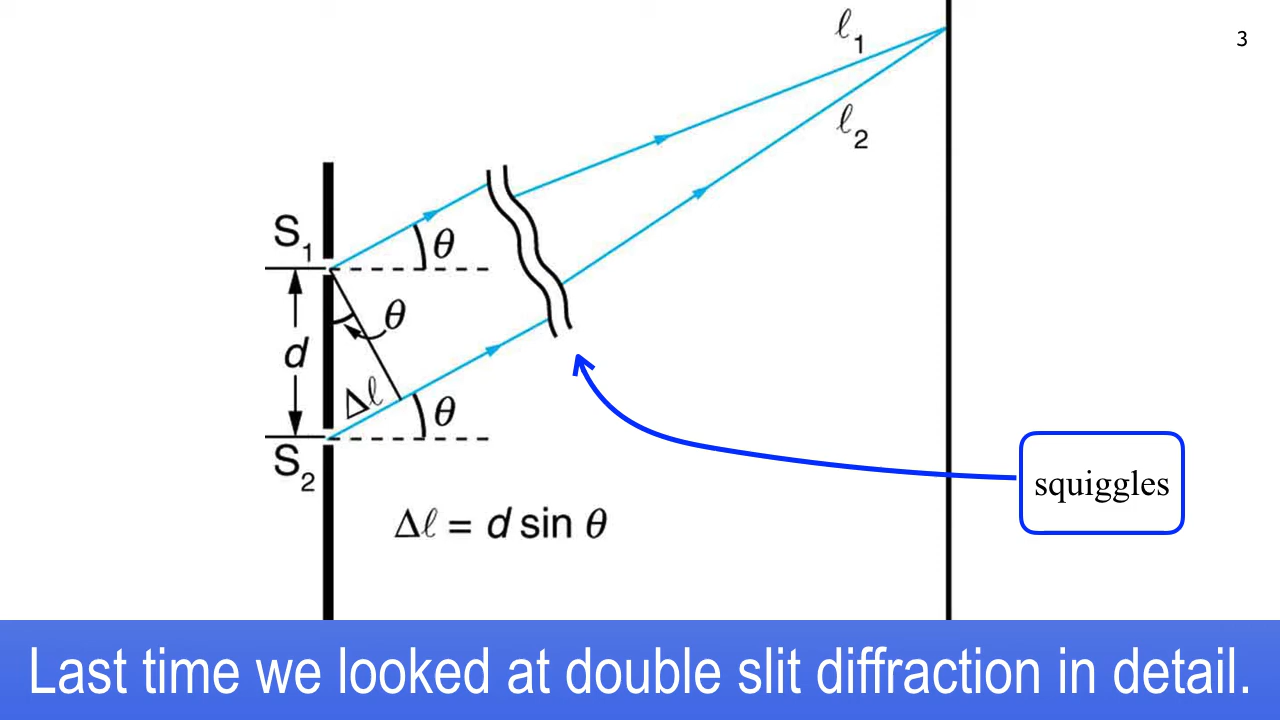 3
ℓ1
ℓ2
S1
θ
θ
d
Δℓ
θ
S2
squiggles
Δℓ = d sin θ
Last time we looked at double slit diffraction in detail.